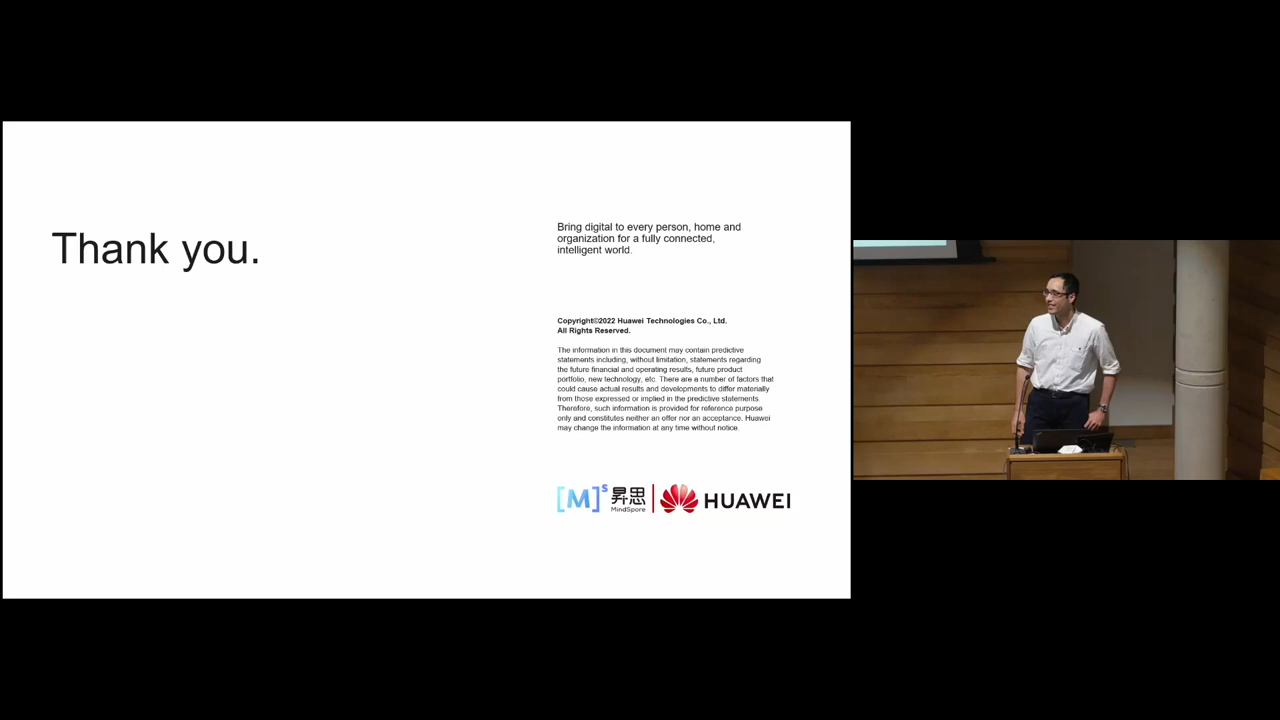 Thank you.
Bring digital to every person, home and
organization for a fully connected,
intelligent world.
Copyright©2022 Huawei Technologies Co., Ltd.
All Rights Reserved.
The information in this document may contain predictive
statements including, without limitation, statements regarding
the future financial and operating results, future product
portfolio, new technology, etc. There are a number of factors that
could cause actual results and developments to differ materially
from those expressed or implied in the predictive statements.
Therefore, such information is provided for reference purpose
only and constitutes neither an offer nor an acceptance. Huawei
may change the information at any time without notice.
[M]s 昇思 MindSpore HUAWEI